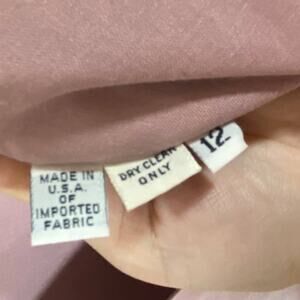 MADE IN
U.S.A.
OF
IMPORTED
FABRIC
DRY CLEAN
ONLY
12